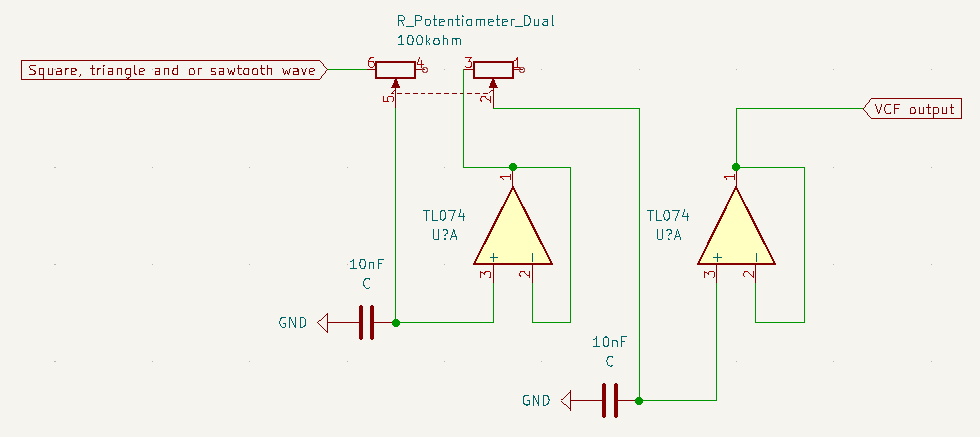 R_Potentiometer_Dual
100kohm
Square, triangle and or sawtooth wave
6
4
3
1
5
2
VCF output
1
1
TL074
U?A
TL074
U?A
+
-
+
-
3
2
3
2
10nF
C
GND
10nF
C
GND